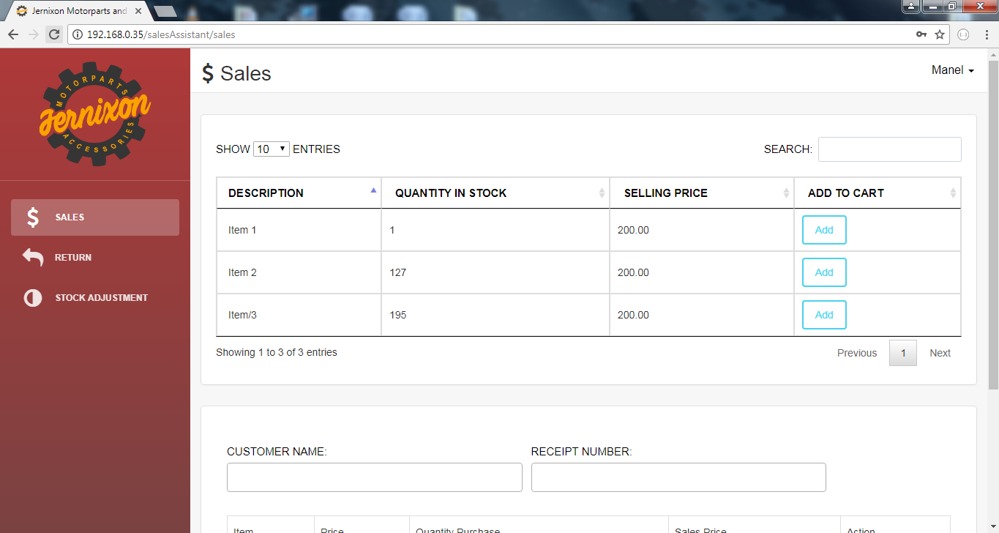 Jernixon Motorparts and
192.168.0.35/salesAssistant/sales
MOTORPARTS
Jernixon
ACCESSORIES
$ Sales
Manel
SALES
RETURN
STOCK ADJUSTMENT
SHOW 10 ENTRIES
SEARCH:
DESCRIPTION QUANTITY IN STOCK SELLING PRICE ADD TO CART
Item 1 1 200.00 Add
Item 2 127 200.00 Add
Item/3 195 200.00 Add
Showing 1 to 3 of 3 entries
Previous 1 Next
CUSTOMER NAME: RECEIPT NUMBER:
Item Price Quantity Purchase Sales Price Action